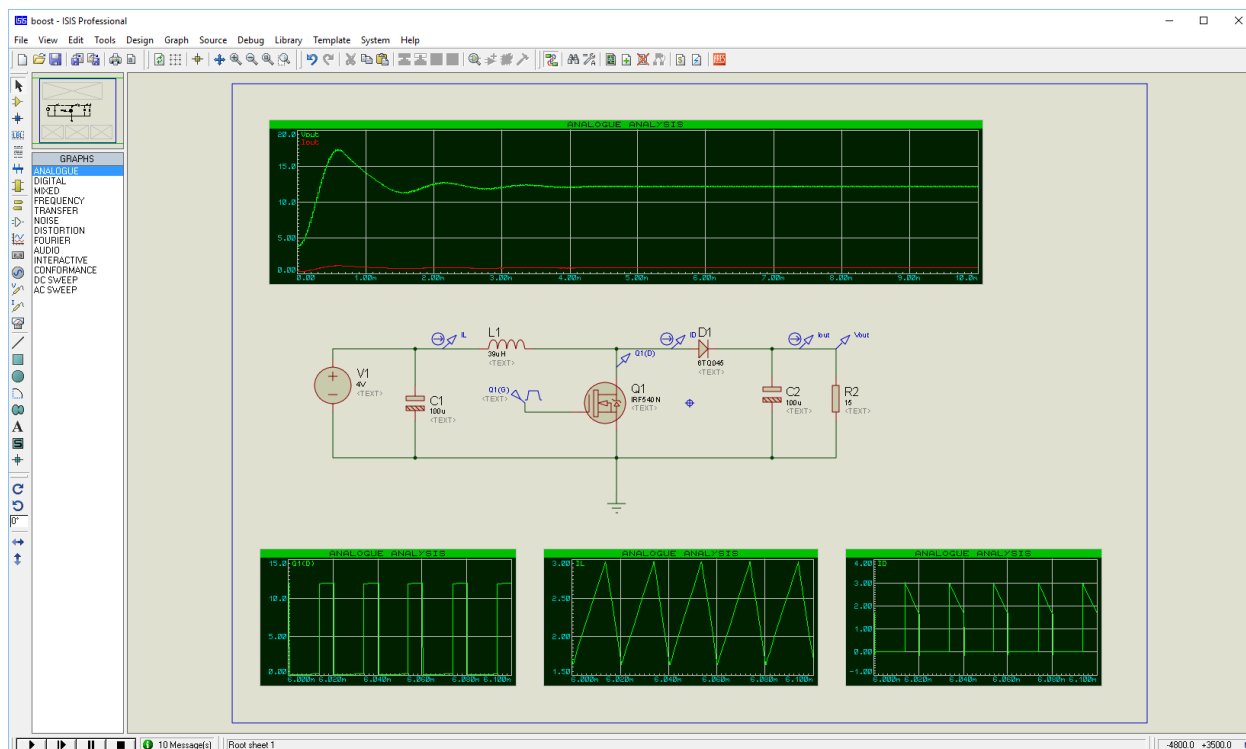 boost - ISIS Professional
File View Edit Tools Design Graph Source Debug Library Template System Help
GRAPHS
ANALOGUE
DIGITAL
MIXED
FREQUENCY
TRANSFER
NOISE
DISTORTION
FOURIER
AUDIO
INTERACTIVE
CONFORMANCE
DC SWEEP
AC SWEEP
0°
ANALOGUE ANALYSIS
20.0 Vout
Iout
15.0
10.0
5.00
0.00
0.00 1.00m 2.00m 3.00m 4.00m 5.00m 6.00m 7.00m 8.00m 9.00m 10.0m
IL
L1
39uH
<TEXT>
ID
D1
6TQ045
<TEXT>
Iout
Vout
Q1(D)
V1
4V
<TEXT>
C1
100u
<TEXT>
Q1(G)
<TEXT>
Q1
IRF540N
<TEXT>
C2
100u
<TEXT>
R2
15
<TEXT>
ANALOGUE ANALYSIS
15.0 Q1(D)
10.0
5.00
0.00
6.000m 6.020m 6.040m 6.060m 6.080m 6.100m
ANALOGUE ANALYSIS
3.00 IL
2.50
2.00
1.50
6.000m 6.020m 6.040m 6.060m 6.080m 6.100m
ANALOGUE ANALYSIS
4.00 ID
3.00
2.00
1.00
0.00
-1.00
6.000m 6.020m 6.040m 6.060m 6.080m 6.100m
10 Message(s) Root sheet 1 -4800.0 +3500.0